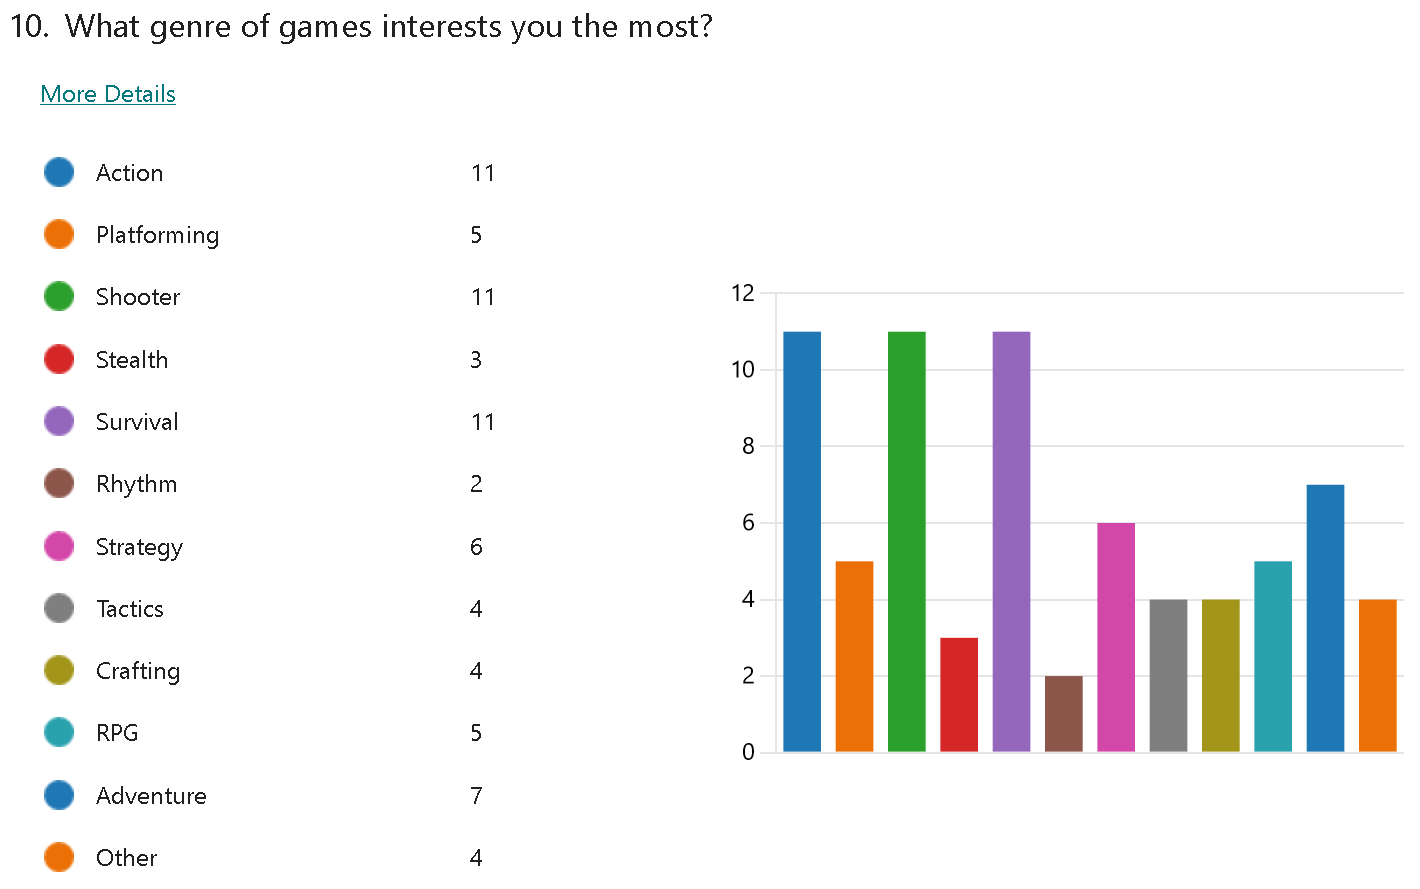 10. What genre of games interests you the most?
More Details
Action 11
Platforming 5
Shooter 11
Stealth 3
Survival 11
Rhythm 2
Strategy 6
Tactics 4
Crafting 4
RPG 5
Adventure 7
Other 4
12
10
8
6
4
2
0